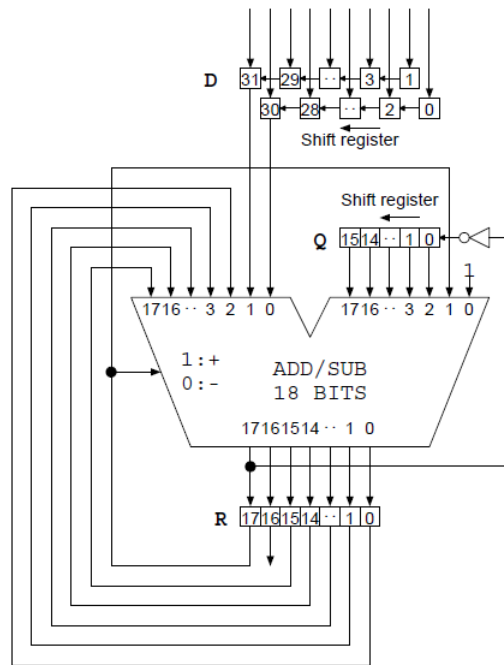 D 31 29 ·· 3 1
30 28 ·· 2 0
Shift register
Shift register
Q 15 14 ·· 1 0
1
17 16 ·· 3 2 1 0 17 16 ·· 3 2 1 0
1:+ ADD/SUB
0:- 18 BITS
17 16 15 14 ·· 1 0
R 17 16 15 14 ·· 1 0